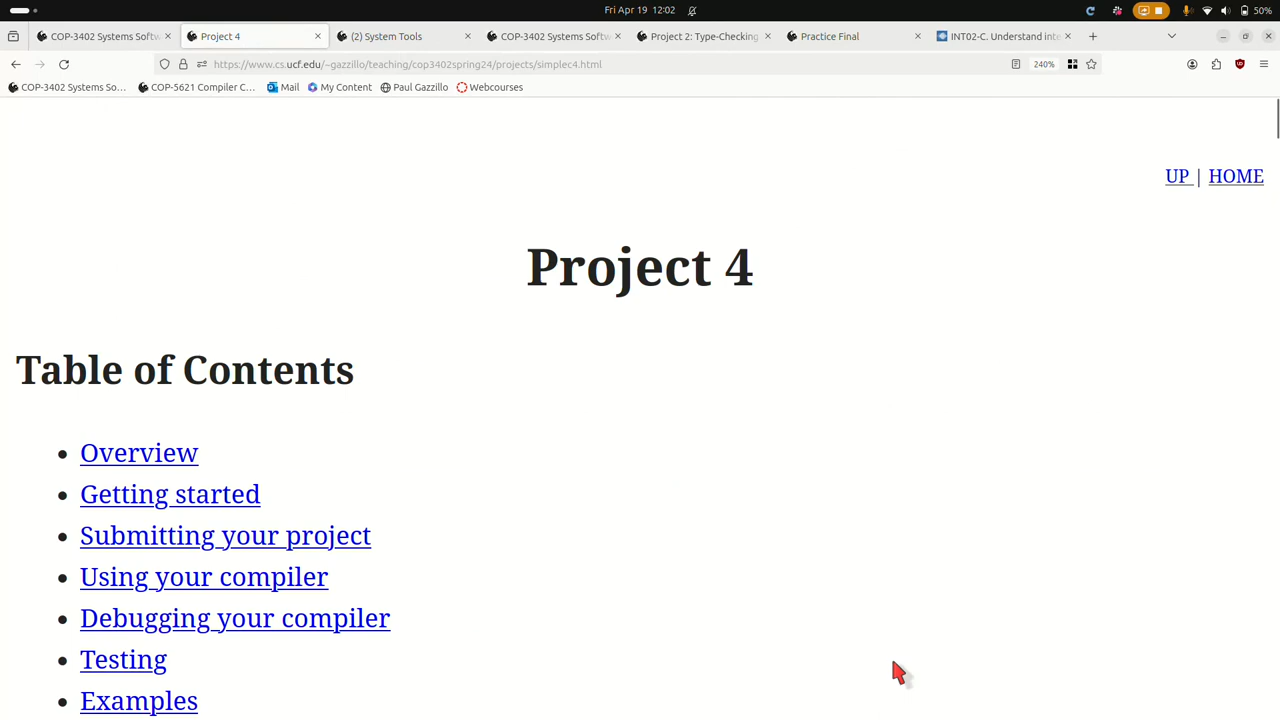 Fri Apr 19 12:02
50%
COP-3402 Systems Softw
Project 4
(2) System Tools
COP-3402 Systems Softw
Project 2: Type-Checking
Practice Final
INT02-C. Understand inte
https://www.cs.ucf.edu/~gazzillo/teaching/cop3402spring24/projects/simplec4.html
240%
COP-3402 Systems So...
COP-5621 Compiler C...
Mail
My Content
Paul Gazzillo
Webcourses
UP | HOME
Project 4
Table of Contents
Overview
Getting started
Submitting your project
Using your compiler
Debugging your compiler
Testing
Examples